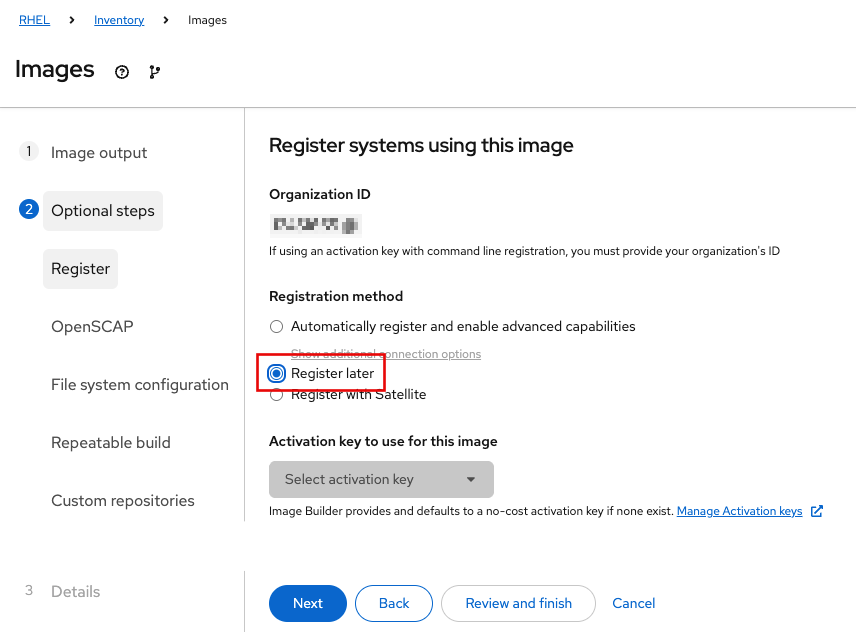 RHEL > Inventory > Images
Images
1 Image output
2 Optional steps
Register
OpenSCAP
File system configuration
Repeatable build
Custom repositories
3 Details
Register systems using this image
Organization ID
If using an activation key with command line registration, you must provide your organization's ID
Registration method
Automatically register and enable advanced capabilities
Show additional connection options
Register later
Register with Satellite
Activation key to use for this image
Select activation key
Image Builder provides and defaults to a no-cost activation key if none exist. Manage Activation keys
Next Back Review and finish Cancel